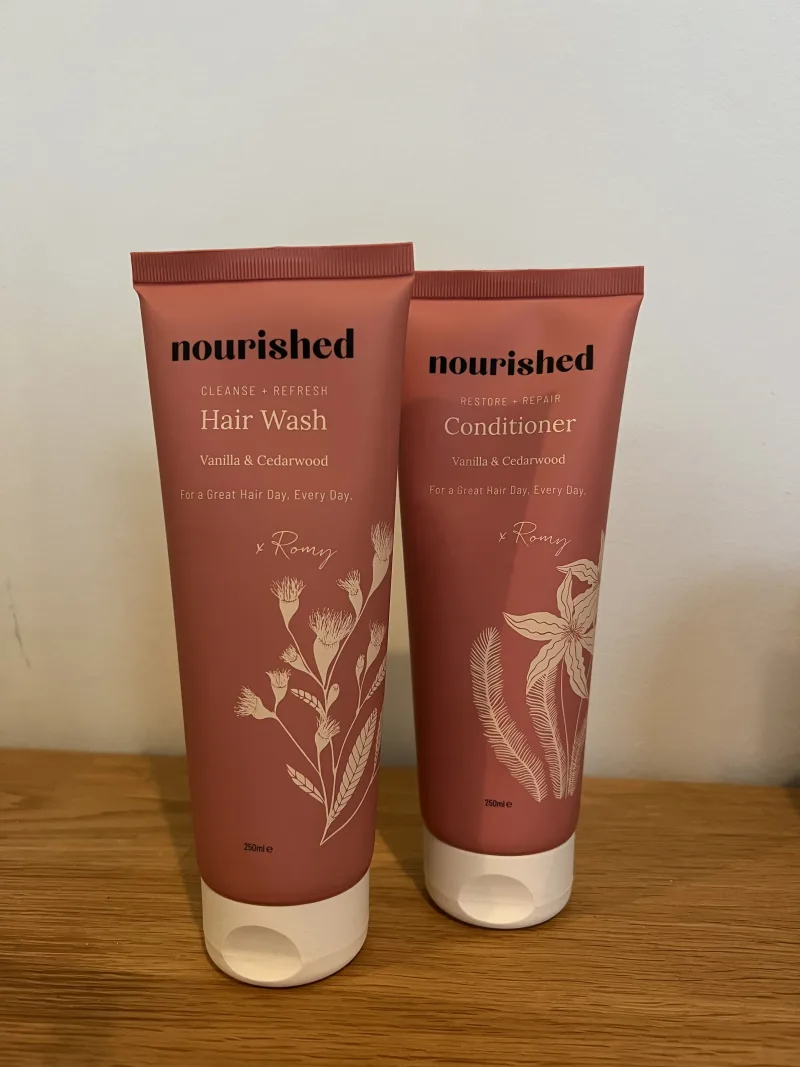 nourished
CLEANSE + REFRESH
Hair Wash
Vanilla & Cedarwood
For a Great Hair Day, Every Day.
x Romy
250ml ℮
nourished
RESTORE + REPAIR
Conditioner
Vanilla & Cedarwood
For a Great Hair Day, Every Day.
x Romy
250ml ℮